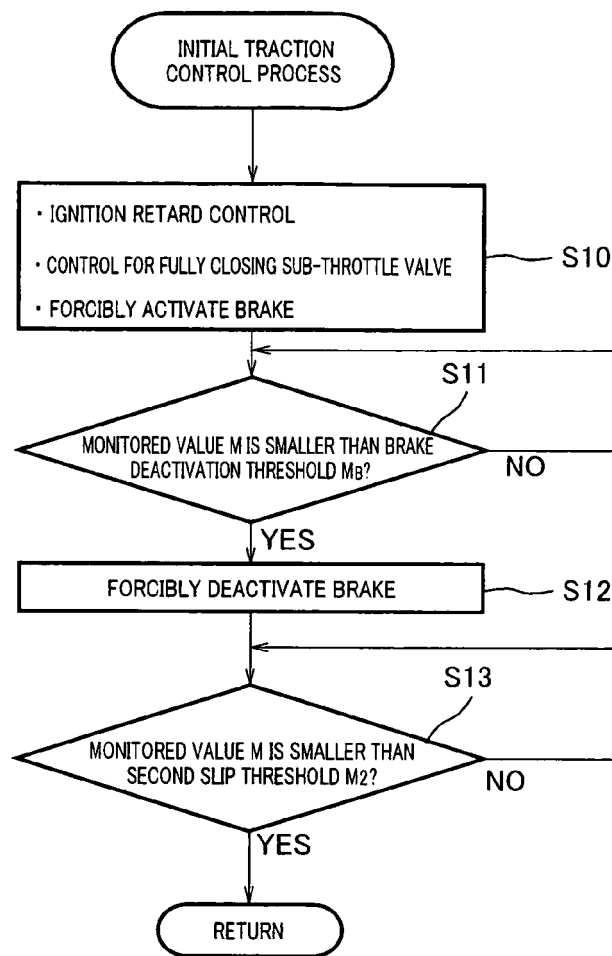 INITIAL TRACTION
CONTROL PROCESS
・IGNITION RETARD CONTROL
・CONTROL FOR FULLY CLOSING SUB-THROTTLE VALVE
・FORCIBLY ACTIVATE BRAKE
S10
S11
MONITORED VALUE M IS SMALLER THAN BRAKE
DEACTIVATION THRESHOLD MB?
NO
YES
FORCIBLY DEACTIVATE BRAKE
S12
S13
MONITORED VALUE M IS SMALLER THAN
SECOND SLIP THRESHOLD M2?
NO
YES
RETURN